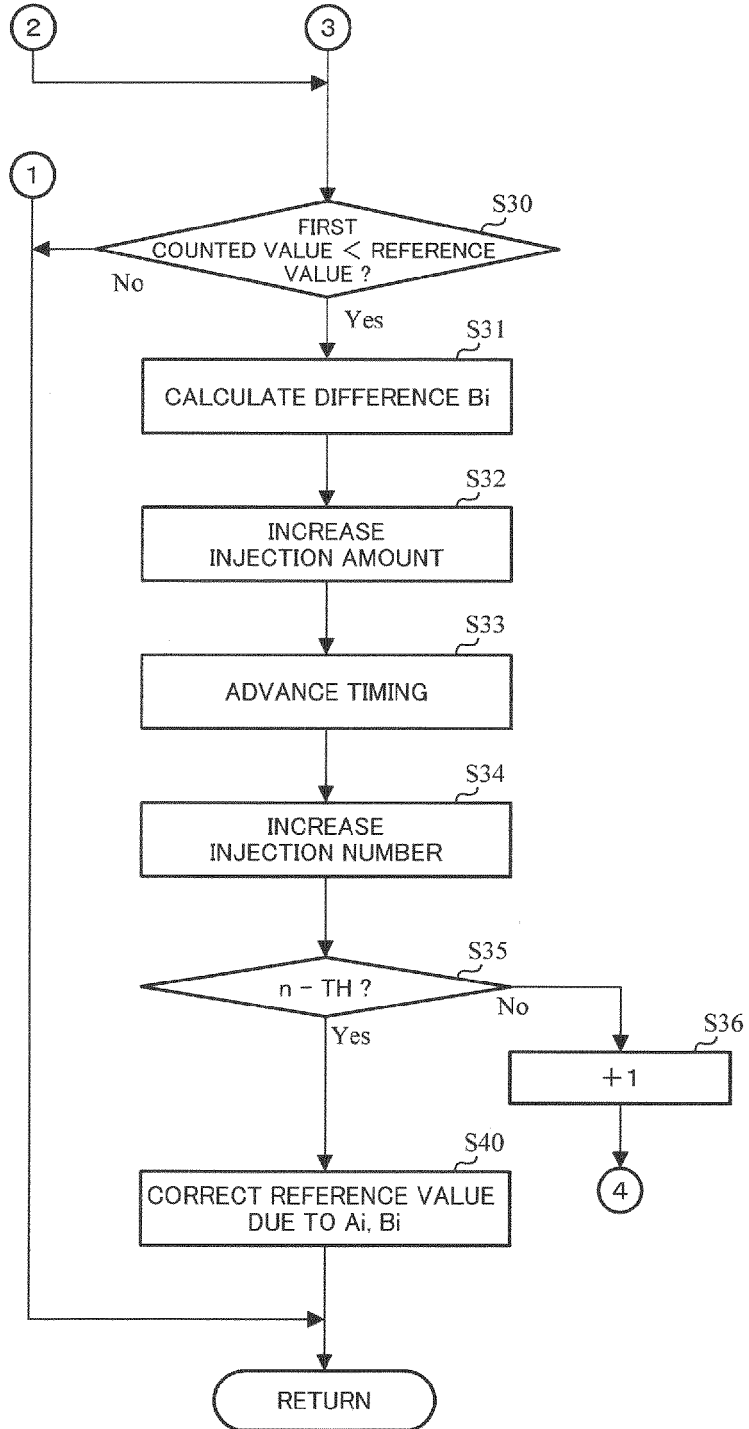 2
3
1
S30
FIRST
COUNTED VALUE < REFERENCE
VALUE ?
No
Yes
S31
CALCULATE DIFFERENCE Bi
S32
INCREASE
INJECTION AMOUNT
S33
ADVANCE TIMING
S34
INCREASE
INJECTION NUMBER
S35
n - TH ?
No
Yes
S36
+1
4
S40
CORRECT REFERENCE VALUE
DUE TO Ai, Bi
RETURN